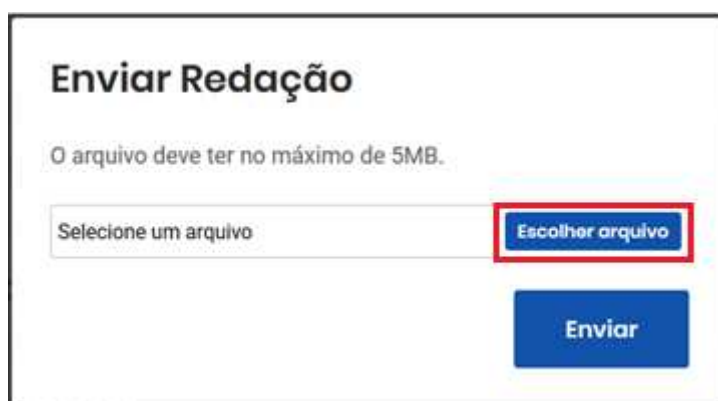 Enviar Redação
O arquivo deve ter no máximo de 5MB.
Selecione um arquivo Escolher arquivo
Enviar